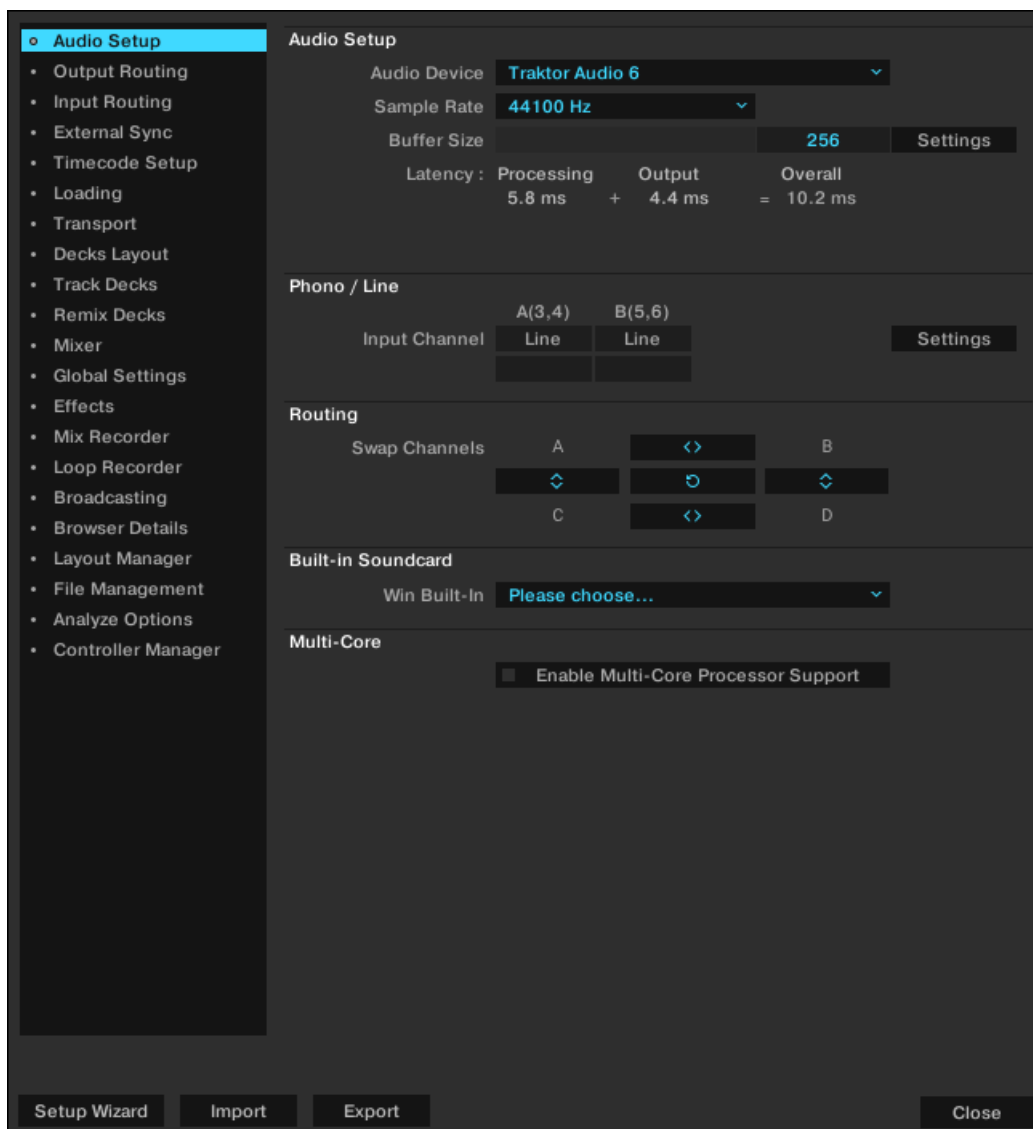 Audio Setup
Output Routing
Input Routing
External Sync
Timecode Setup
Loading
Transport
Decks Layout
Track Decks
Remix Decks
Mixer
Global Settings
Effects
Mix Recorder
Loop Recorder
Broadcasting
Browser Details
Layout Manager
File Management
Analyze Options
Controller Manager
Audio Setup
Audio Device Traktor Audio 6
Sample Rate 44100 Hz
Buffer Size 256 Settings
Latency : Processing Output Overall
5.8 ms + 4.4 ms = 10.2 ms
Phono / Line
A(3,4) B(5,6)
Input Channel Line Line Settings
Routing
Swap Channels A <> B
C <> D
Built-in Soundcard
Win Built-In Please choose...
Multi-Core
Enable Multi-Core Processor Support
Setup Wizard Import Export Close